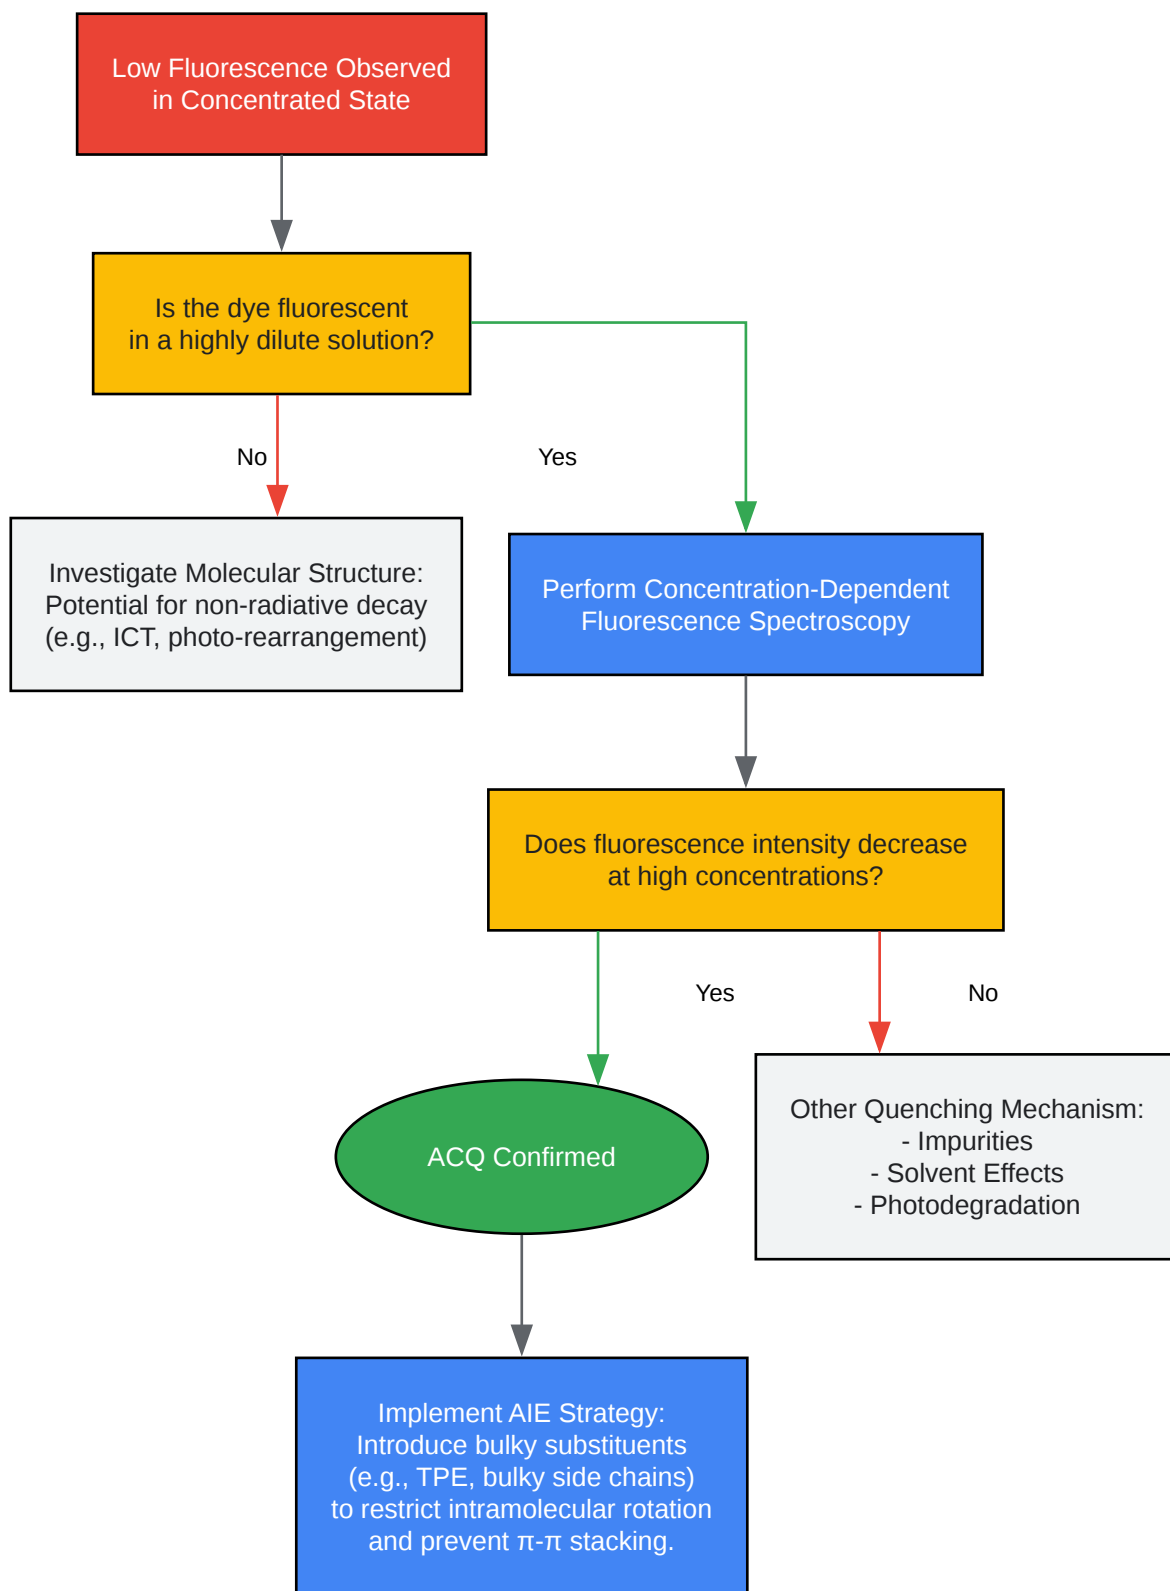 Low Fluorescence Observed
in Concentrated State
Is the dye fluorescent
in a highly dilute solution?
No
Yes
Investigate Molecular Structure:
Potential for non-radiative decay
(e.g., ICT, photo-rearrangement)
Perform Concentration-Dependent
Fluorescence Spectroscopy
Does fluorescence intensity decrease
at high concentrations?
Yes
No
ACQ Confirmed
Other Quenching Mechanism:
- Impurities
- Solvent Effects
- Photodegradation
Implement AIE Strategy:
Introduce bulky substituents
(e.g., TPE, bulky side chains)
to restrict intramolecular rotation
and prevent π-π stacking.